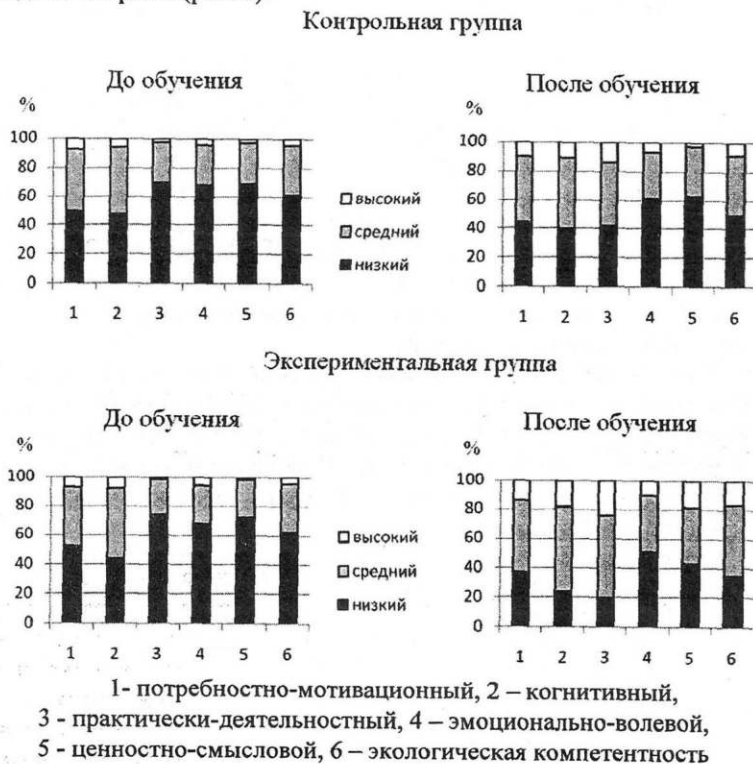 Контрольная группа
До обучения
После обучения
%
%
100
80
60
40
20
0
1 2 3 4 5 6
высокий
средний
низкий
100
80
60
40
20
0
1 2 3 4 5 6
Экспериментальная группа
До обучения
После обучения
%
%
100
80
60
40
20
0
1 2 3 4 5 6
высокий
средний
низкий
100
80
60
40
20
0
1 2 3 4 5 6
1- потребностно-мотивационный, 2 – когнитивный,
3 - практически-деятельностный, 4 – эмоционально-волевой,
5 - ценностно-смысловой, 6 – экологическая компетентность